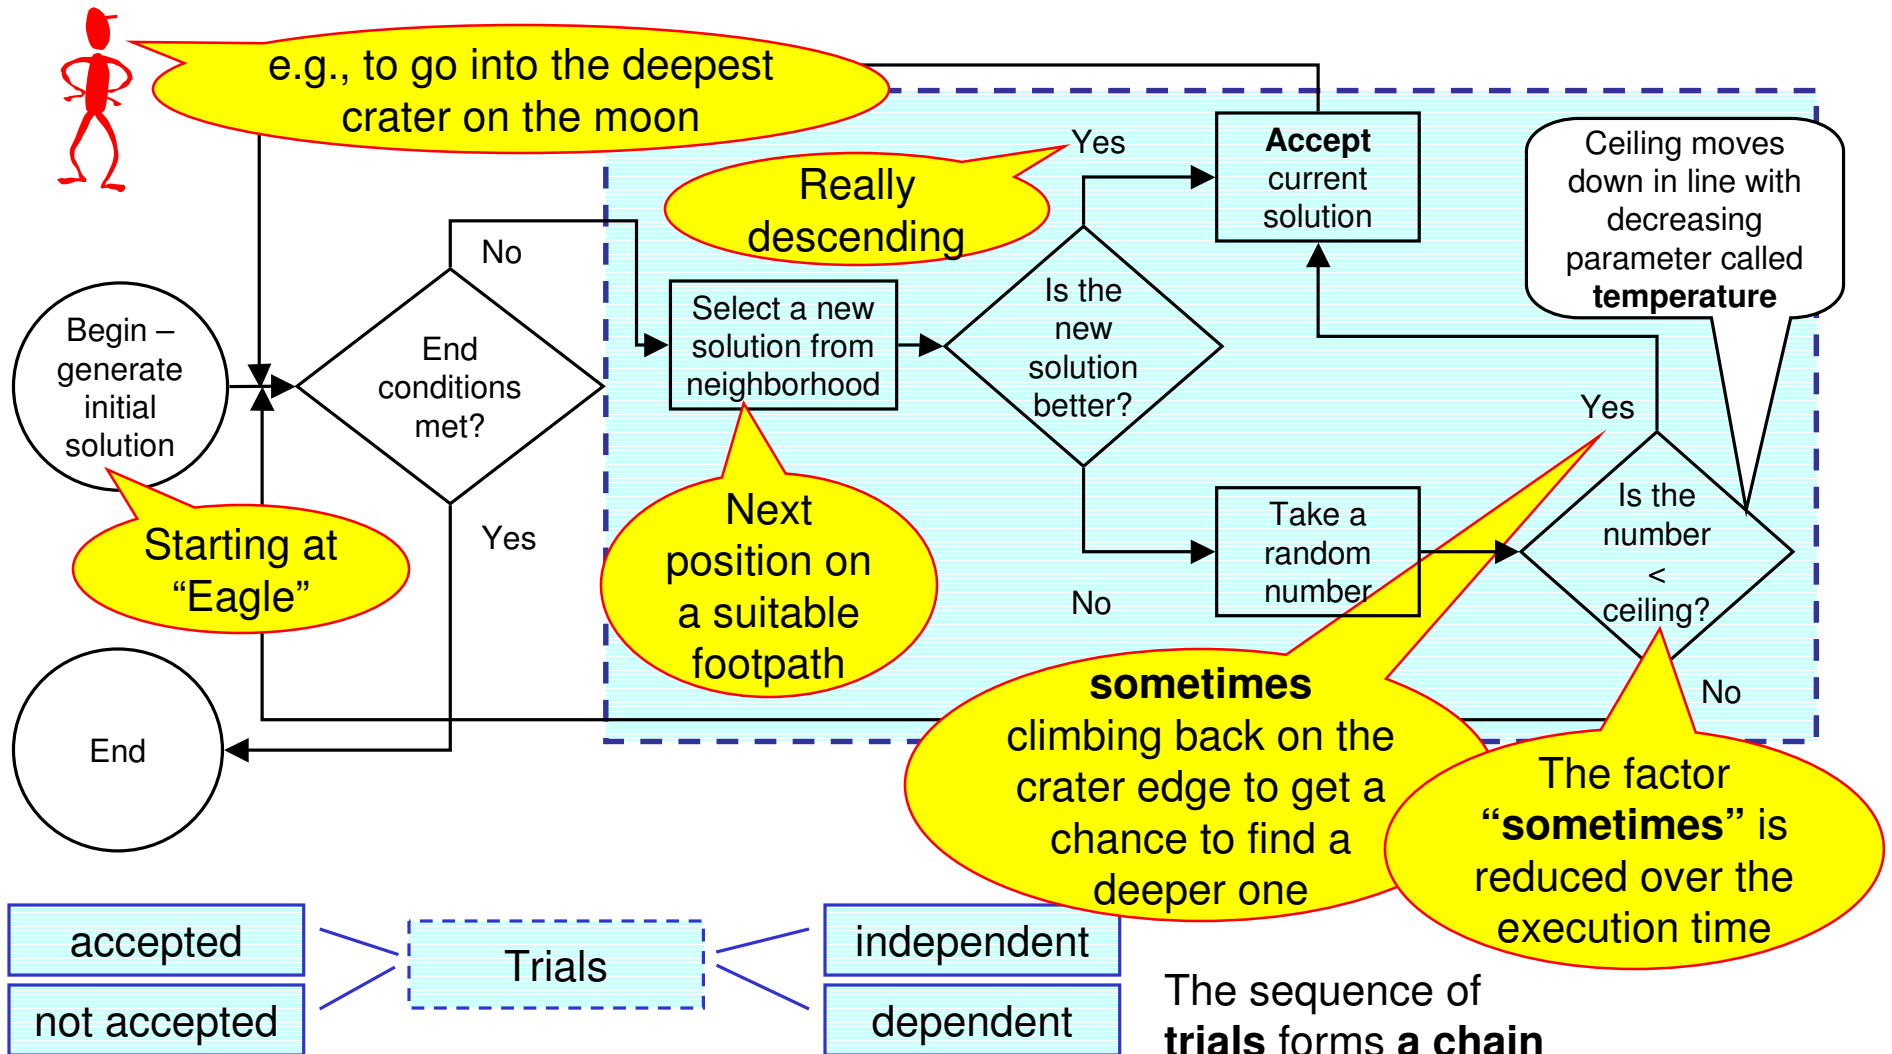 e.g., to go into the deepest
crater on the moon
Yes
Accept
current
solution
Ceiling moves
down in line with
decreasing
parameter called
temperature
Really
descending
No
Begin –
generate
initial
solution
End
conditions
met?
Select a new
solution from
neighborhood
Is the
new
solution
better?
Yes
Is the
number
<
ceiling?
Take a
random
number
No
Next
position on
a suitable
footpath
Yes
Starting at
“Eagle”
No
End
sometimes
climbing back on the
crater edge to get a
chance to find a
deeper one
The factor
“sometimes” is
reduced over the
execution time
accepted
not accepted
Trials
independent
dependent
The sequence of
trials forms a chain